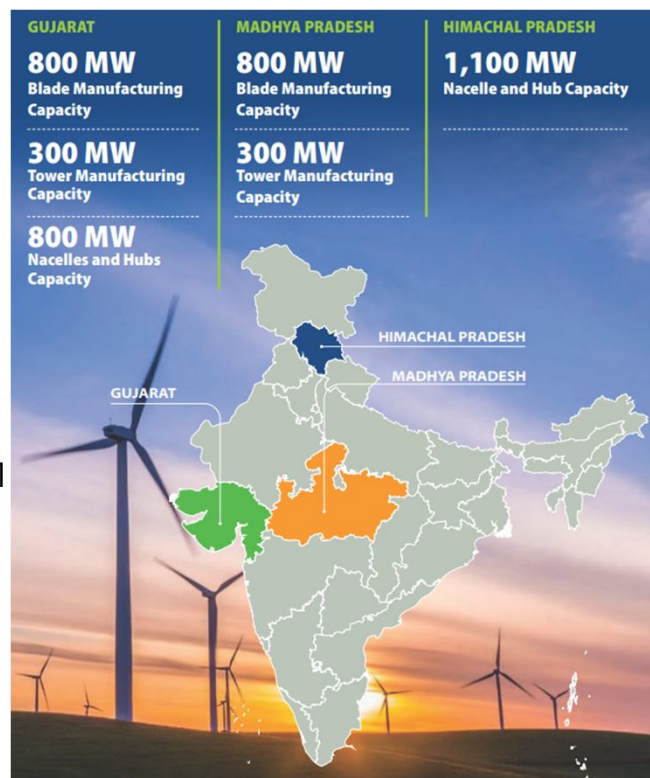 GUJARAT
800 MW
Blade Manufacturing
Capacity
300 MW
Tower Manufacturing
Capacity
800 MW
Nacelles and Hubs
Capacity
MADHYA PRADESH
800 MW
Blade Manufacturing
Capacity
300 MW
Tower Manufacturing
Capacity
HIMACHAL PRADESH
1,100 MW
Nacelle and Hub Capacity
HIMACHAL PRADESH
MADHYA PRADESH
GUJARAT